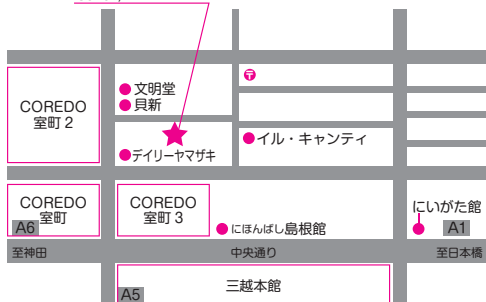 文明堂
貝新
〒
COREDO
室町 2
イル・キャンティ
デイリーヤマザキ
COREDO
室町
A6
COREDO
室町 3
にほんばし島根館
にいがた館
A1
至神田
中央通り
至日本橋
A5
三越本館